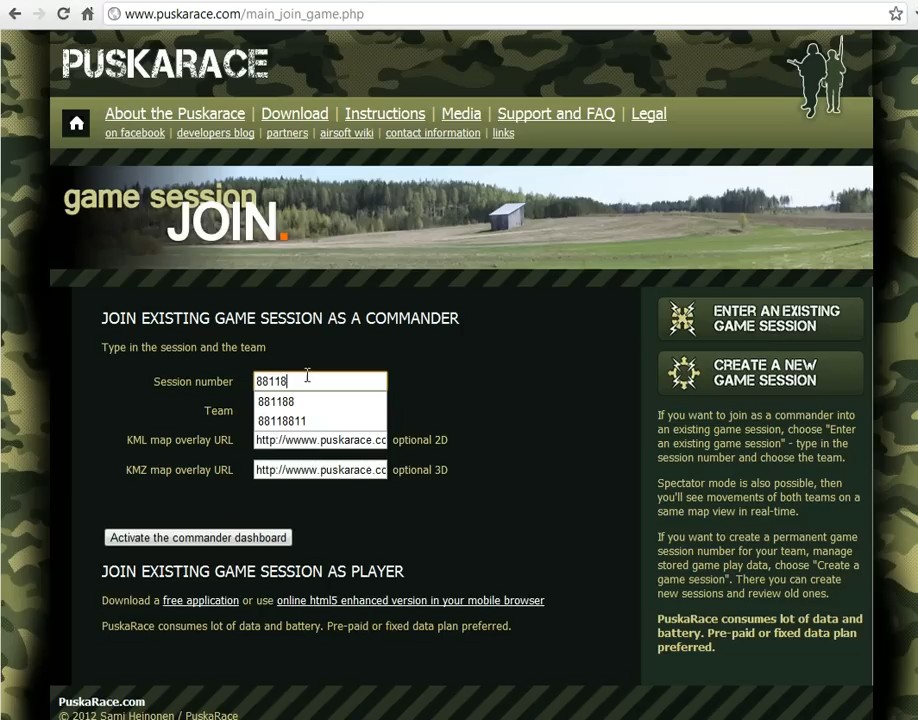 www.puskarace.com/main_join_game.php
PUSKARACE
About the Puskarace | Download | Instructions | Media | Support and FAQ | Legal
on facebook | developers blog | partners | airsoft wiki | contact information | links
game session
JOIN.
JOIN EXISTING GAME SESSION AS A COMMANDER
Type in the session and the team
Session number 88118
881188
88118811
Team
KML map overlay URL http://wwww.puskarace.cc optional 2D
KMZ map overlay URL http://wwww.puskarace.cc optional 3D
Activate the commander dashboard
JOIN EXISTING GAME SESSION AS PLAYER
Download a free application or use online html5 enhanced version in your mobile browser
PuskaRace consumes lot of data and battery. Pre-paid or fixed data plan preferred.
ENTER AN EXISTING
GAME SESSION
CREATE A NEW
GAME SESSION
If you want to join as a commander into
an existing game session, choose "Enter
an existing game session" - type in the
session number and choose the team.
Spectator mode is also possible, then
you'll see movements of both teams on a
same map view in real-time.
If you want to create a permanent game
session number for your team, manage
stored game play data, choose "Create a
game session". There you can create
new sessions and review old ones.
PuskaRace consumes lot of data and
battery. Pre-paid or fixed data plan
preferred.
PuskaRace.com
© 2012 Sami Heinonen / PuskaRace